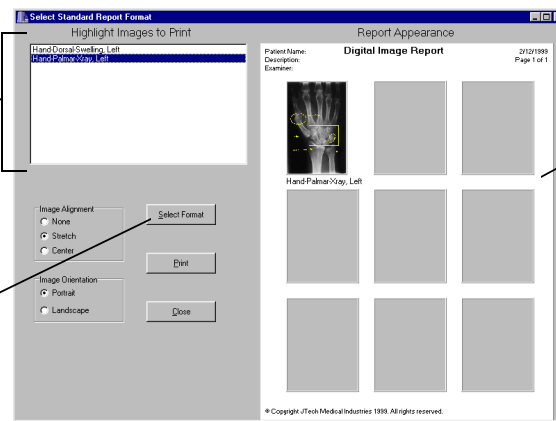 Select Standard Report Format
Highlight Images to Print
Hand-Dorsal-Swelling, Left
Hand-Palmar-Xray, Left
Image Alignment
None
Stretch
Center
Image Orientation
Portrait
Landscape
Select Format
Print
Close
Report Appearance
Patient Name:
Digital Image Report
2/12/1999
Description:
Page 1 of 1
Examiner:
Hand-Palmar-Xray, Left
© Copyright JTech Medical Industries 1999, All rights reserved.